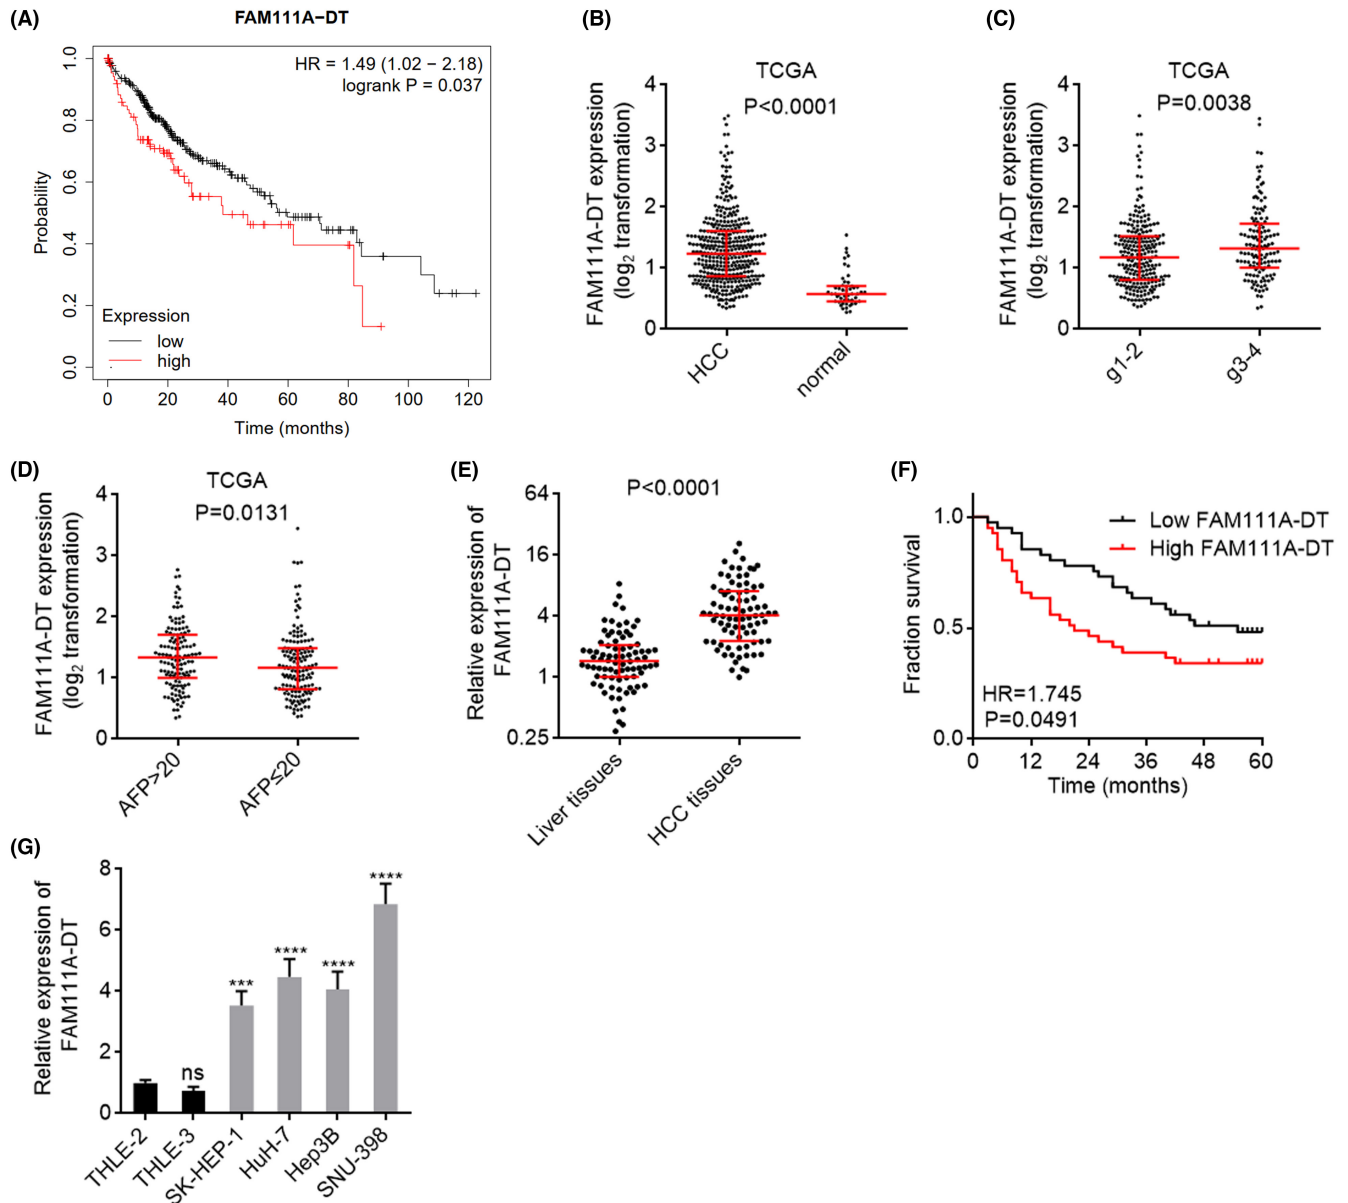 (A)
FAM111A−DT
HR = 1.49 (1.02 − 2.18)
logrank P = 0.037
Probability
1.0
0.8
0.6
0.4
0.2
0.0
Expression
low
high
0 20 40 60 80 100 120
Time (months)
(B)
TCGA
P<0.0001
FAM111A-DT expression
(log2 transformation)
4
3
2
1
0
HCC
normal
(C)
TCGA
P=0.0038
FAM111A-DT expression
(log2 transformation)
4
3
2
1
0
g1-2
g3-4
(D)
TCGA
P=0.0131
FAM111A-DT expression
(log2 transformation)
4
3
2
1
0
AFP>20
AFP≤20
(E)
P<0.0001
Relative expression of
FAM111A-DT
64
16
4
1
0.25
Liver tissues
HCC tissues
(F)
Low FAM111A-DT
High FAM111A-DT
Fraction survival
1.0
0.5
0.0
HR=1.745
P=0.0491
0 12 24 36 48 60
Time (months)
(G)
Relative expression of
FAM111A-DT
8
6
4
2
0
ns
***
****
****
****
THLE-2
THLE-3
SK-HEP-1
HuH-7
Hep3B
SNU-398